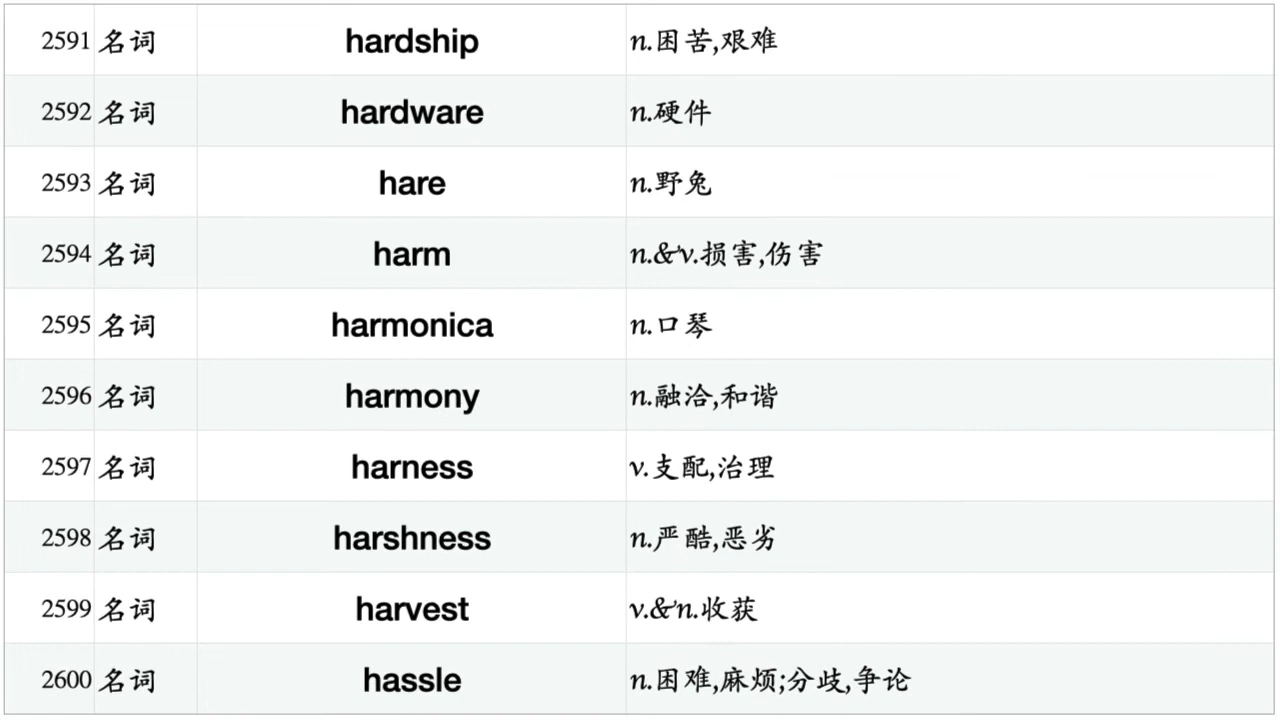 2591 名词 hardship n.困苦,艰难
2592 名词 hardware n.硬件
2593 名词 hare n.野兔
2594 名词 harm n.&v.损害,伤害
2595 名词 harmonica n.口琴
2596 名词 harmony n.融洽,和谐
2597 名词 harness v.支配,治理
2598 名词 harshness n.严酷,恶劣
2599 名词 harvest v.&n.收获
2600 名词 hassle n.困难,麻烦;分歧,争论